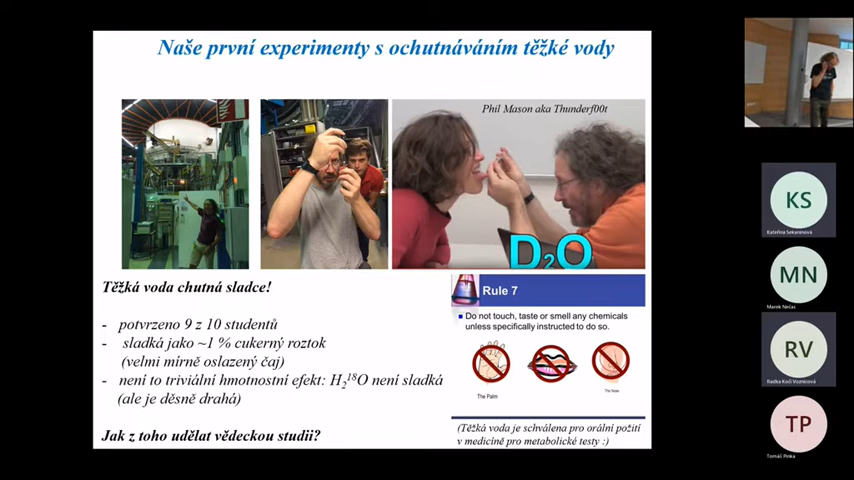 Naše první experimenty s ochutnáváním těžké vody
Phil Mason aka Thunderf00t
D2O
Těžká voda chutná sladce!
- potvrzeno 9 z 10 studentů
- sladká jako ~1 % cukerný roztok
(velmi mírně oslazený čaj)
- není to triviální hmotnostní efekt: H2¹⁸O není sladká
(ale je děsně drahá)
Jak z toho udělat vědeckou studii?
Rule 7
Do not touch, taste or smell any chemicals
unless specifically instructed to do so.
The Palm
The Nose
(Těžká voda je schválena pro orální požití
v medicíně pro metabolické testy :)
KS
Kateřina Sekaninová
MN
Marek Nečas
RV
Radka Kočí Voznicová
TP
Tomáš Pinka